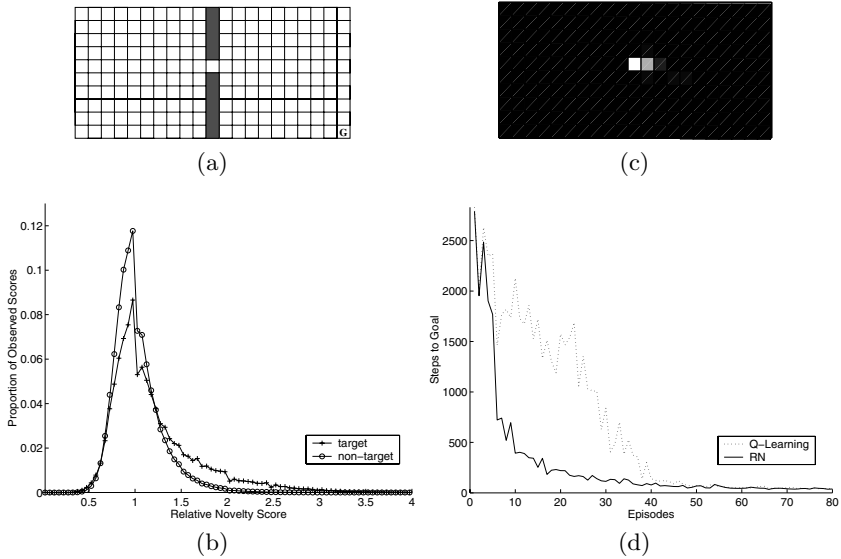 G
(a)
(c)
0.12
0.1
0.08
0.06
0.04
0.02
0
0.5
1
1.5
2
2.5
3
3.5
4
Proportion of Observed Scores
Relative Novelty Score
target
non-target
(b)
2500
2000
1500
1000
500
0
0
10
20
30
40
50
60
70
80
Steps to Goal
Episodes
Q-Learning
RN
(d)